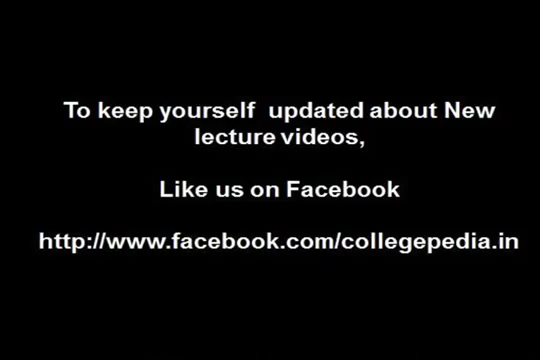 To keep yourself  updated about New
lecture videos,
Like us on Facebook
http://www.facebook.com/collegepedia.in